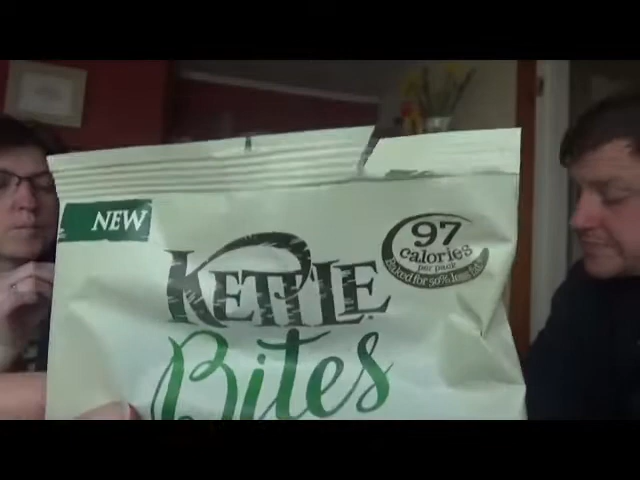 NEW
97
calories
per pack
Baked for 50% less fat
KETTLE
Bites